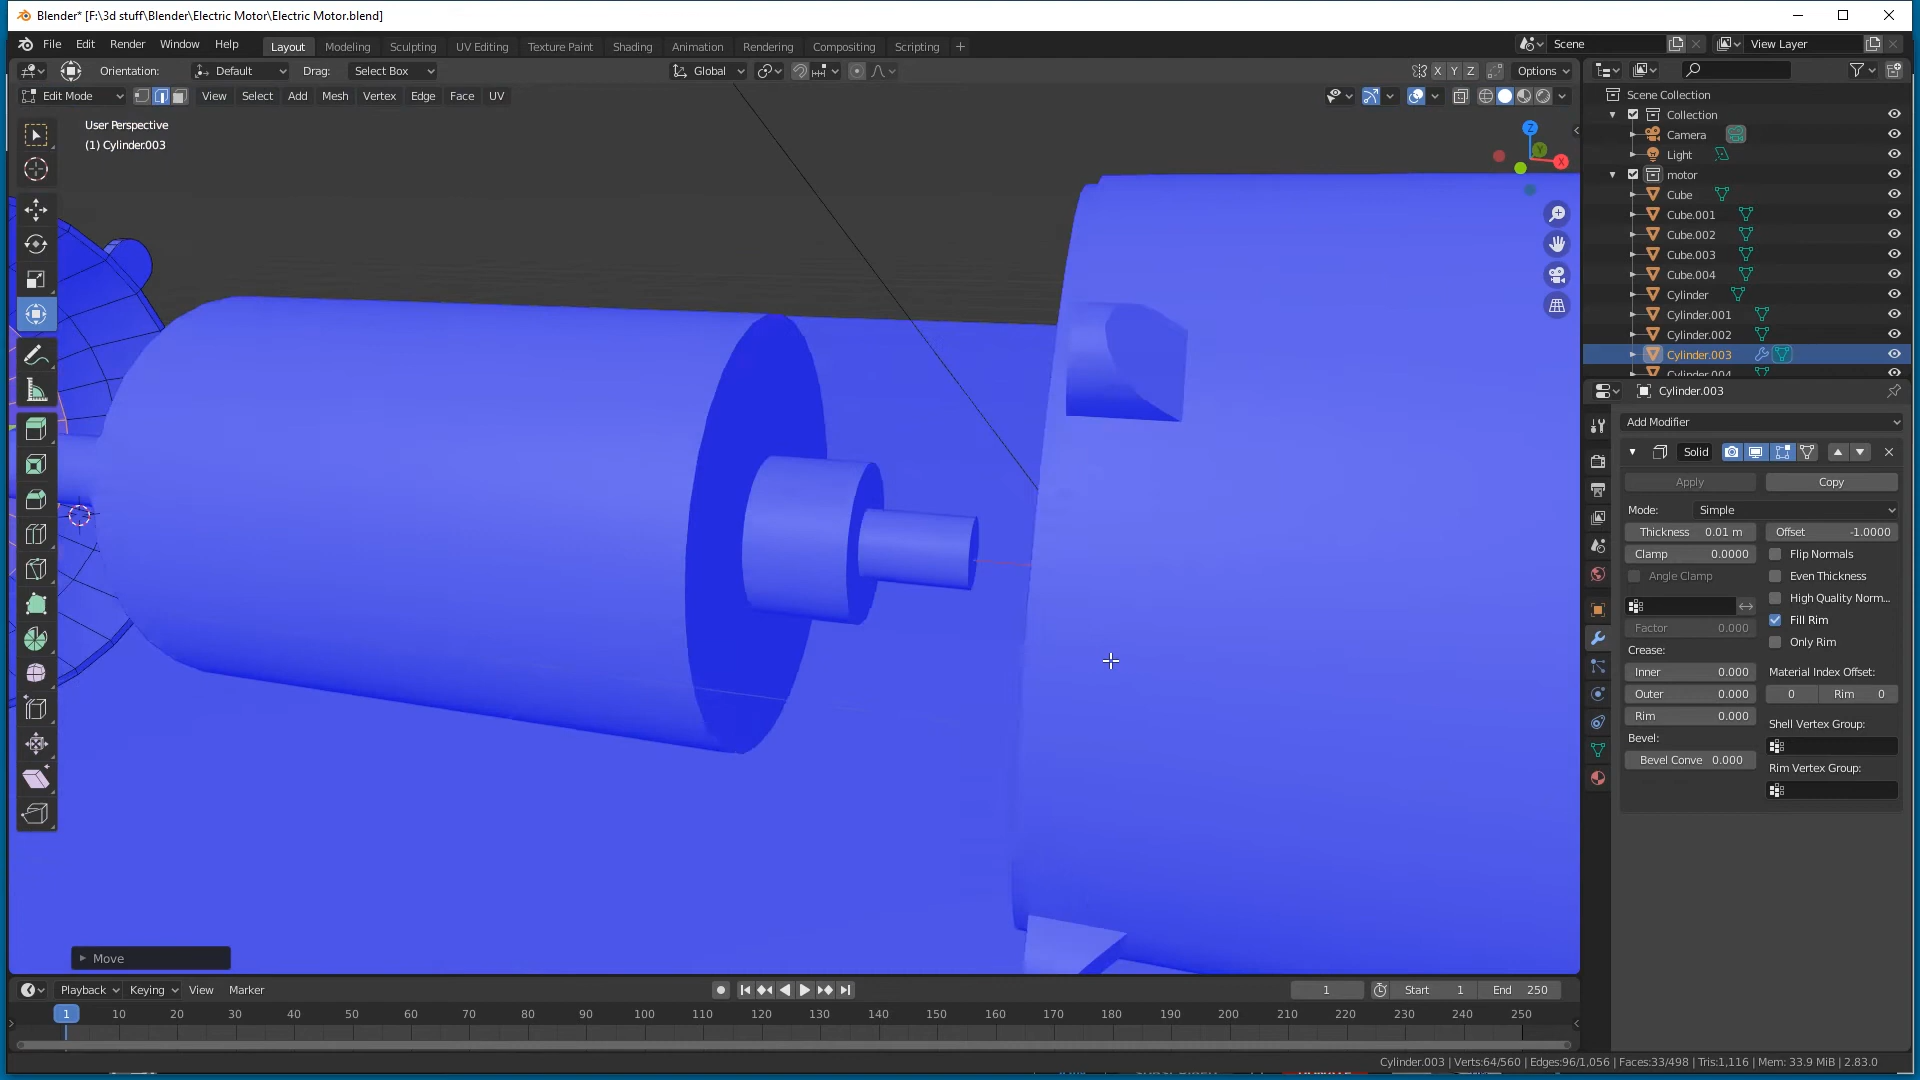 Blender* [F:\3d stuff\Blender\Electric Motor\Electric Motor.blend]
File Edit Render Window Help Layout Modeling Sculpting UV Editing Texture Paint Shading Animation Rendering Compositing Scripting + Scene View Layer
Orientation: Default Drag: Select Box Global X Y Z Options
Edit Mode View Select Add Mesh Vertex Edge Face UV
User Perspective
(1) Cylinder.003
Z
Y
X
Move
Scene Collection
Collection
Camera
Light
motor
Cube
Cube.001
Cube.002
Cube.003
Cube.004
Cylinder
Cylinder.001
Cylinder.002
Cylinder.003
Cylinder.004
Cylinder.003
Add Modifier
Solid
Apply Copy
Mode: Simple
Thickness 0.01 m Offset -1.0000
Clamp 0.0000 Flip Normals
Angle Clamp Even Thickness
High Quality Norm...
Factor 0.000 Fill Rim
Crease: Only Rim
Inner 0.000 Material Index Offset:
Outer 0.000 0 Rim 0
Rim 0.000 Shell Vertex Group:
Bevel:
Bevel Conve 0.000 Rim Vertex Group:
Playback Keying View Marker 1 Start 1 End 250
1 10 20 30 40 50 60 70 80 90 100 110 120 130 140 150 160 170 180 190 200 210 220 230 240 250
Cylinder.003 | Verts:64/560 | Edges:96/1,056 | Faces:33/498 | Tris:1,116 | Mem: 33.9 MiB | 2.83.0